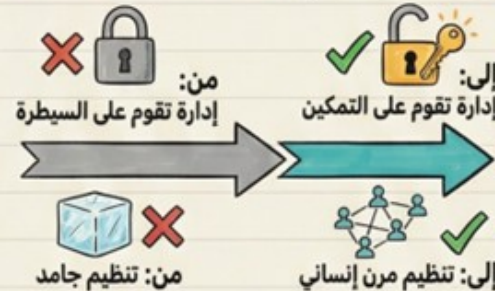 من:
إدارة تقوم على السيطرة
إلى:
إدارة تقوم على التمكين
من: تنظيم جامد
إلى: تنظيم مرن إنساني